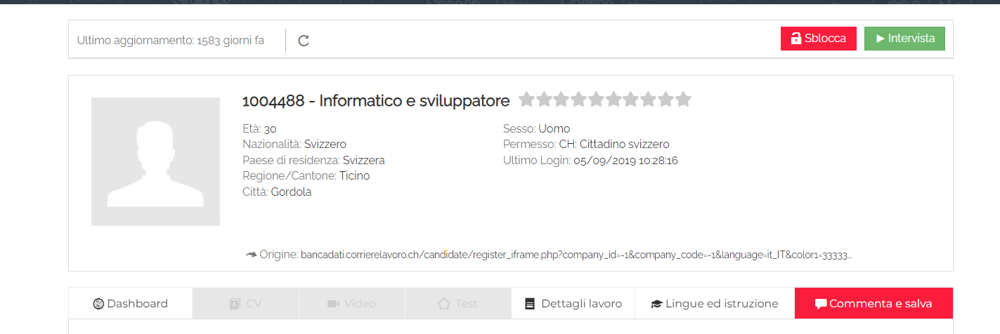 Ultimo aggiornamento: 1583 giorni fa
Sblocca
Intervista
1004488 - Informatico e sviluppatore
Età: 30
Sesso: Uomo
Nazionalità: Svizzero
Permesso: CH: Cittadino svizzero
Paese di residenza: Svizzera
Ultimo Login: 05/09/2019 10:28:16
Regione/Cantone: Ticino
Città: Gordola
Origine: bancadati.corrierelavoro.ch/candidate/register_iframe.php?company_id=-1&company_code=-1&language=it_IT&color1=33333...
Dashboard
CV
Video
Test
Dettagli lavoro
Lingue ed istruzione
Commenta e salva